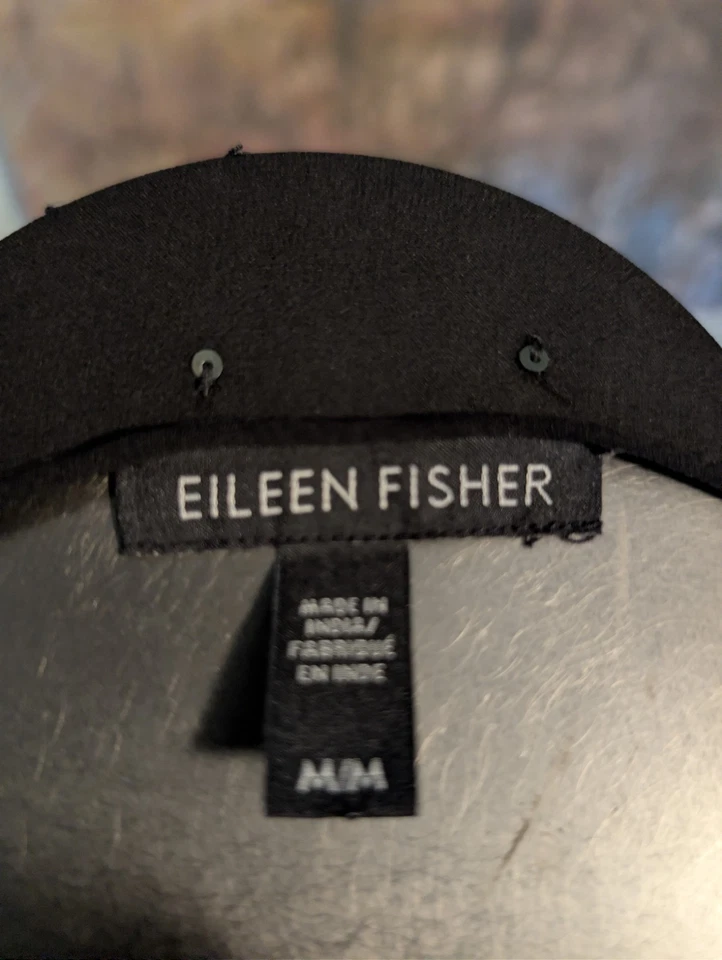 EILEEN FISHER
MADE IN
INDIA/
FABRIQUÉ
EN INDE
M/M